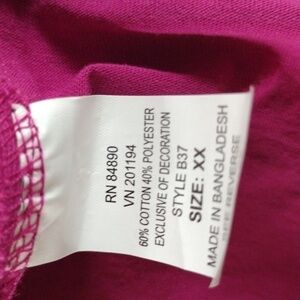 RN 84890
VN 201194
60% COTTON 40% POLYESTER
EXCLUSIVE OF DECORATION
STYLE B37
SIZE: XX
MADE IN BANGLADESH
SEE REVERSE